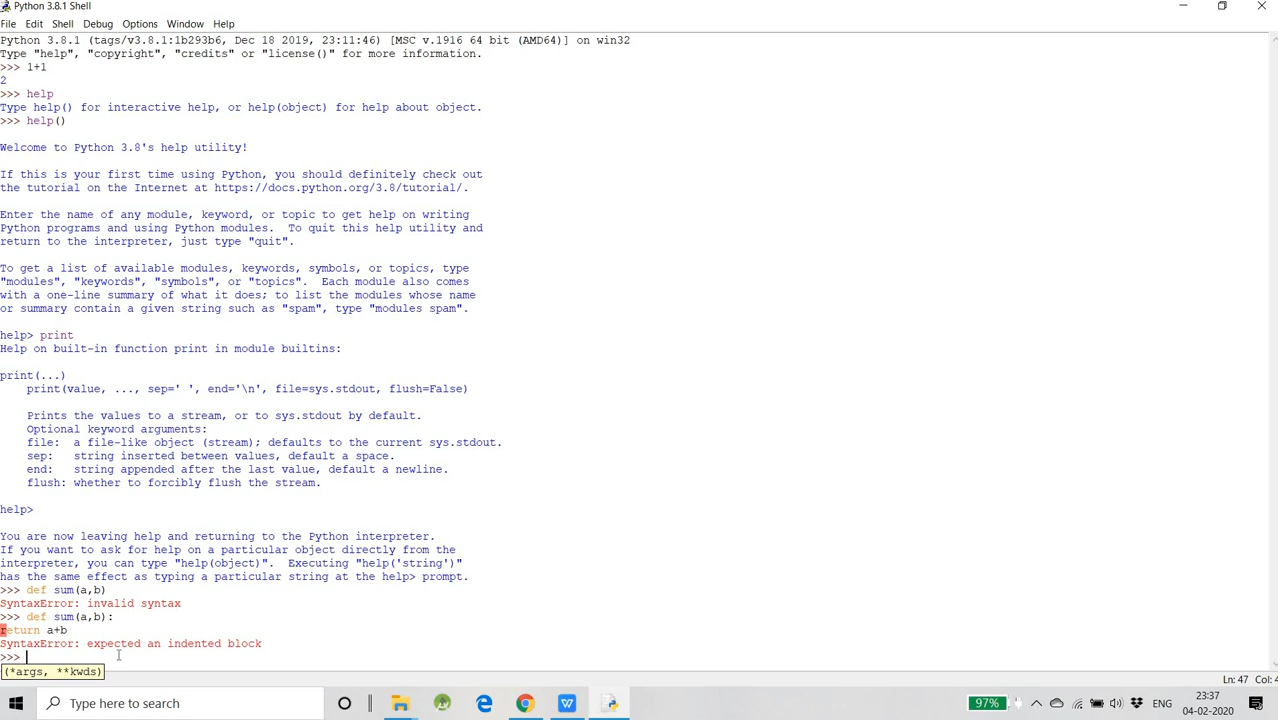 Python 3.8.1 Shell
File Edit Shell Debug Options Window Help
Python 3.8.1 (tags/v3.8.1:1b293b6, Dec 18 2019, 23:11:46) [MSC v.1916 64 bit (AMD64)] on win32
Type "help", "copyright", "credits" or "license()" for more information.
>>> 1+1
2
>>> help
Type help() for interactive help, or help(object) for help about object.
>>> help()
Welcome to Python 3.8's help utility!
If this is your first time using Python, you should definitely check out
the tutorial on the Internet at https://docs.python.org/3.8/tutorial/.
Enter the name of any module, keyword, or topic to get help on writing
Python programs and using Python modules.  To quit this help utility and
return to the interpreter, just type "quit".
To get a list of available modules, keywords, symbols, or topics, type
"modules", "keywords", "symbols", or "topics".  Each module also comes
with a one-line summary of what it does; to list the modules whose name
or summary contain a given string such as "spam", type "modules spam".
help> print
Help on built-in function print in module builtins:
print(...)
    print(value, ..., sep=' ', end='\n', file=sys.stdout, flush=False)
    Prints the values to a stream, or to sys.stdout by default.
    Optional keyword arguments:
    file:  a file-like object (stream); defaults to the current sys.stdout.
    sep:   string inserted between values, default a space.
    end:   string appended after the last value, default a newline.
    flush: whether to forcibly flush the stream.
help>
You are now leaving help and returning to the Python interpreter.
If you want to ask for help on a particular object directly from the
interpreter, you can type "help(object)".  Executing "help('string')"
has the same effect as typing a particular string at the help> prompt.
>>> def sum(a,b)
SyntaxError: invalid syntax
>>> def sum(a,b):
return a+b
SyntaxError: expected an indented block
>>>
(*args, **kwds)
Ln: 47 Col: 4
Type here to search
97%
ENG
23:37
04-02-2020